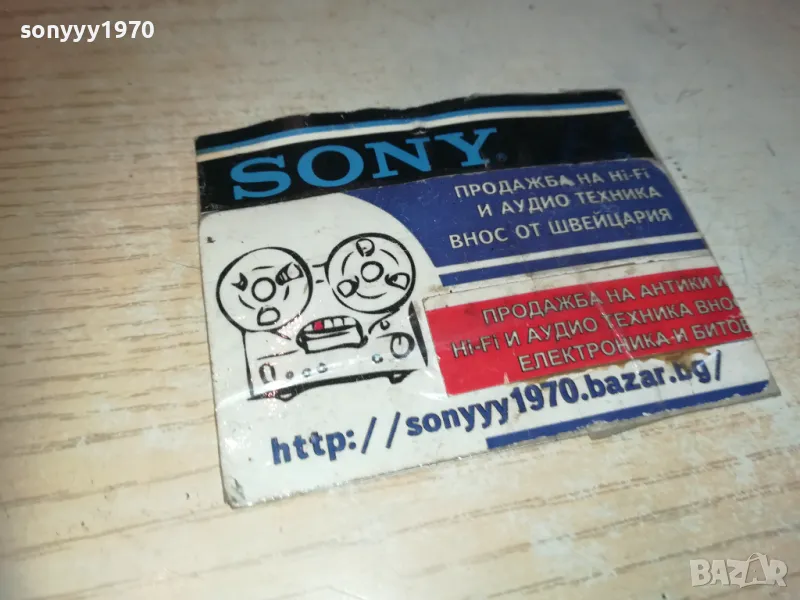 sonyyy1970
SONY
ПРОДАЖБА НА Hi-Fi
И АУДИО ТЕХНИКА
ВНОС ОТ ШВЕЙЦАРИЯ
ПРОДАЖБА НА АНТИКИ И
Hi-Fi И АУДИО ТЕХНИКА ВНОС
ЕЛЕКТРОНИКА И БИТОВ
http://sonyyy1970.bazar.bg/
BAZAR